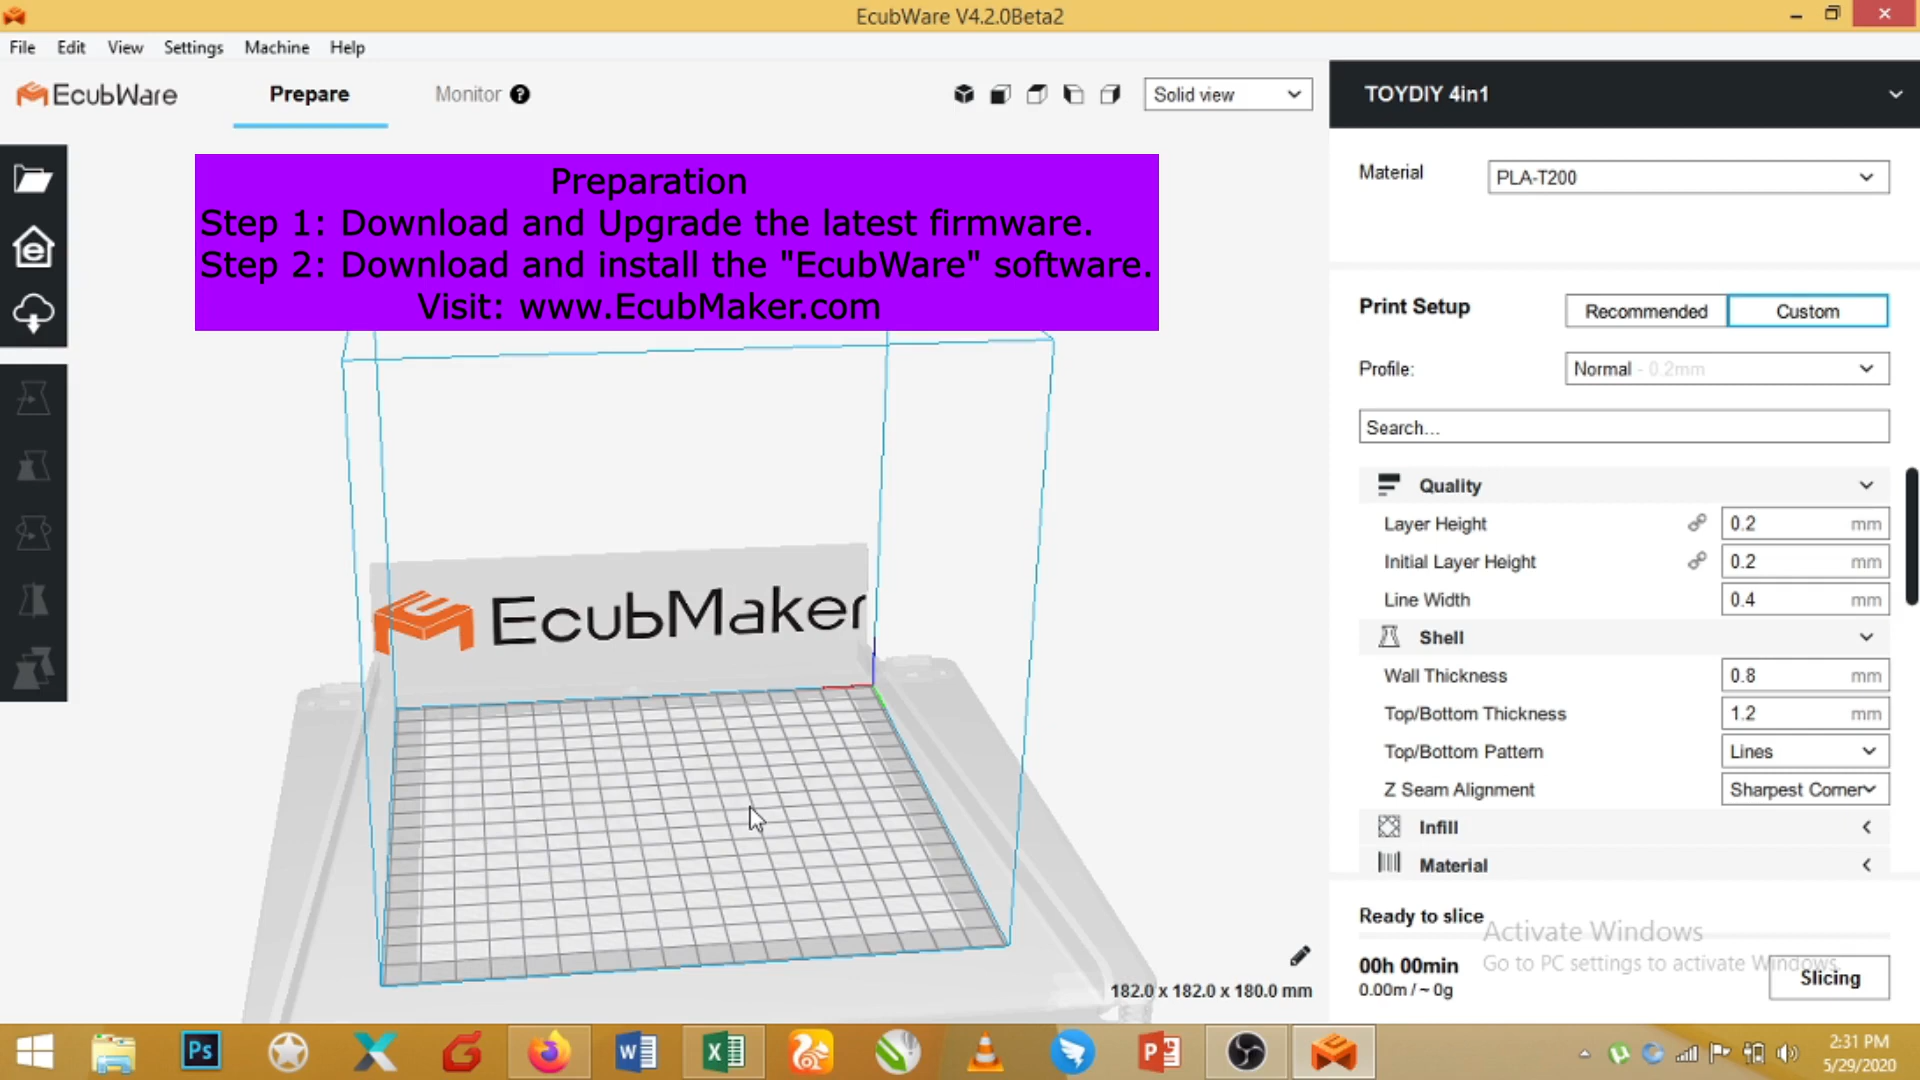 EcubWare V4.2.0Beta2
File Edit View Settings Machine Help
EcubWare Prepare Monitor ? Solid view
TOYDIY 4in1
Material PLA-T200
Preparation
Step 1: Download and Upgrade the latest firmware.
Step 2: Download and install the "EcubWare" software.
Visit: www.EcubMaker.com
Print Setup Recommended Custom
Profile: Normal - 0.2mm
Search...
Quality
Layer Height 0.2 mm
Initial Layer Height 0.2 mm
Line Width 0.4 mm
Shell
Wall Thickness 0.8 mm
Top/Bottom Thickness 1.2 mm
Top/Bottom Pattern Lines
Z Seam Alignment Sharpest Corner
Infill
Material
EcubMaker
Ready to slice
Activate Windows
Go to PC settings to activate Windows.
00h 00min
0.00m / ~ 0g
Slicing
182.0 x 182.0 x 180.0 mm
Ps
2:31 PM
5/29/2020